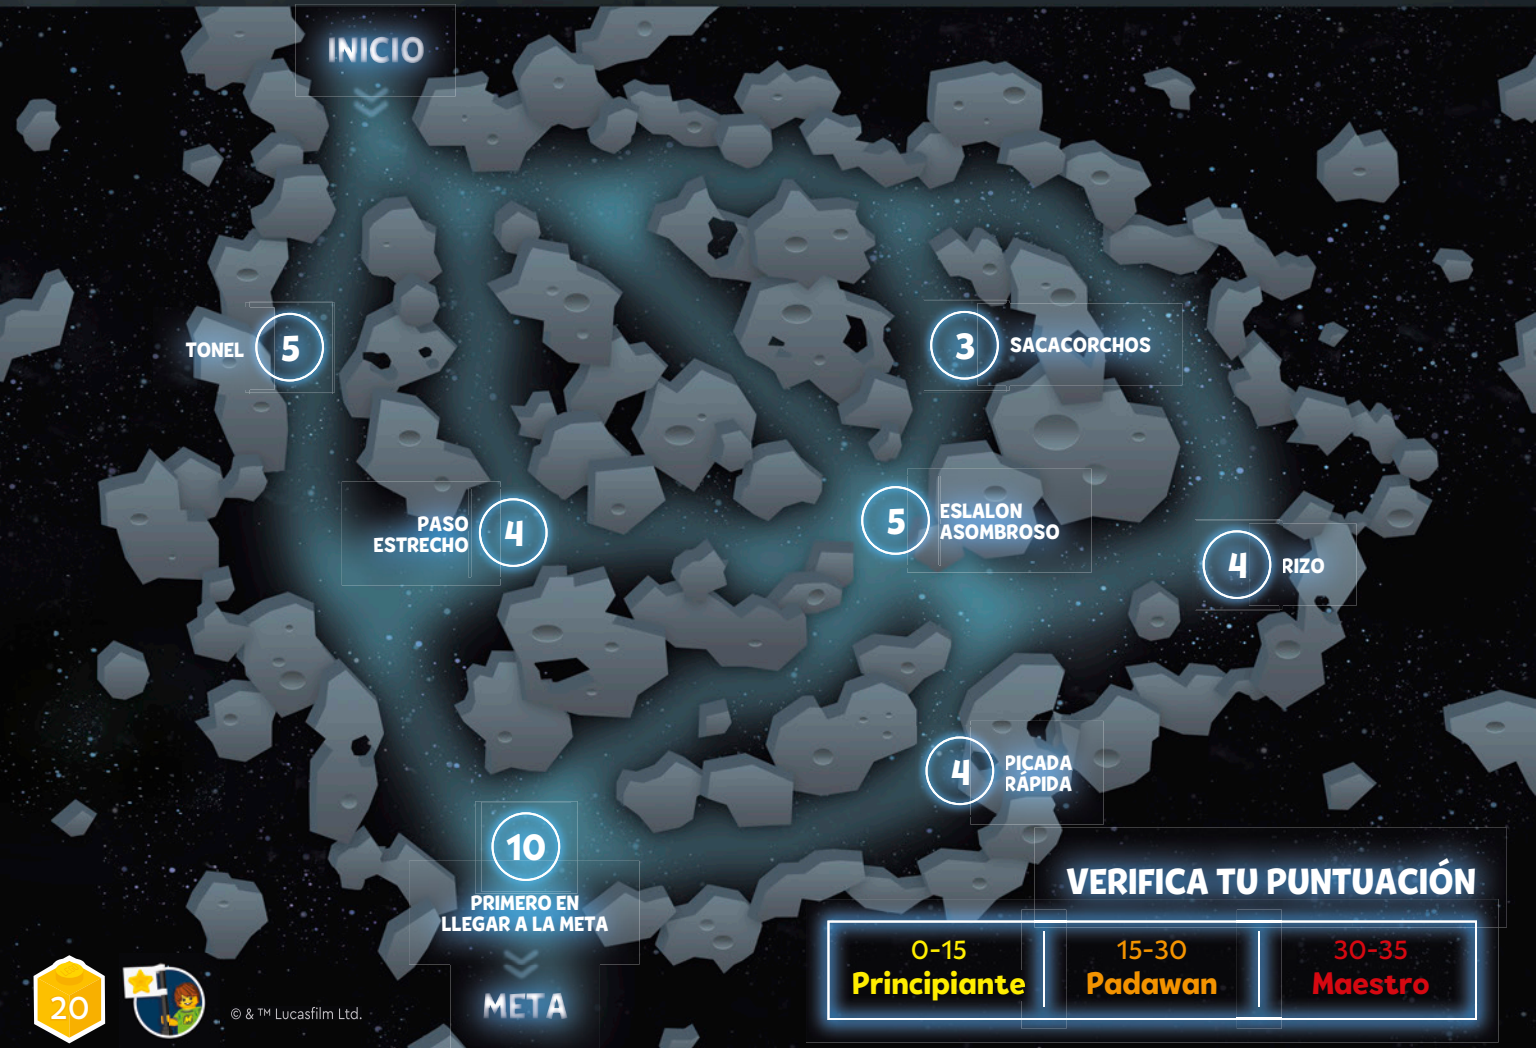 INICIO
TONEL
5
3
SACACORCHOS
PASO
ESTRECHO
4
5
ESLALON
ASOMBROSO
4
RIZO
4
PICADA
RÁPIDA
10
PRIMERO EN
LLEGAR A LA META
META
VERIFICA TU PUNTUACIÓN
0-15
Principiante
15-30
Padawan
30-35
Maestro
20
© & ™ Lucasfilm Ltd.